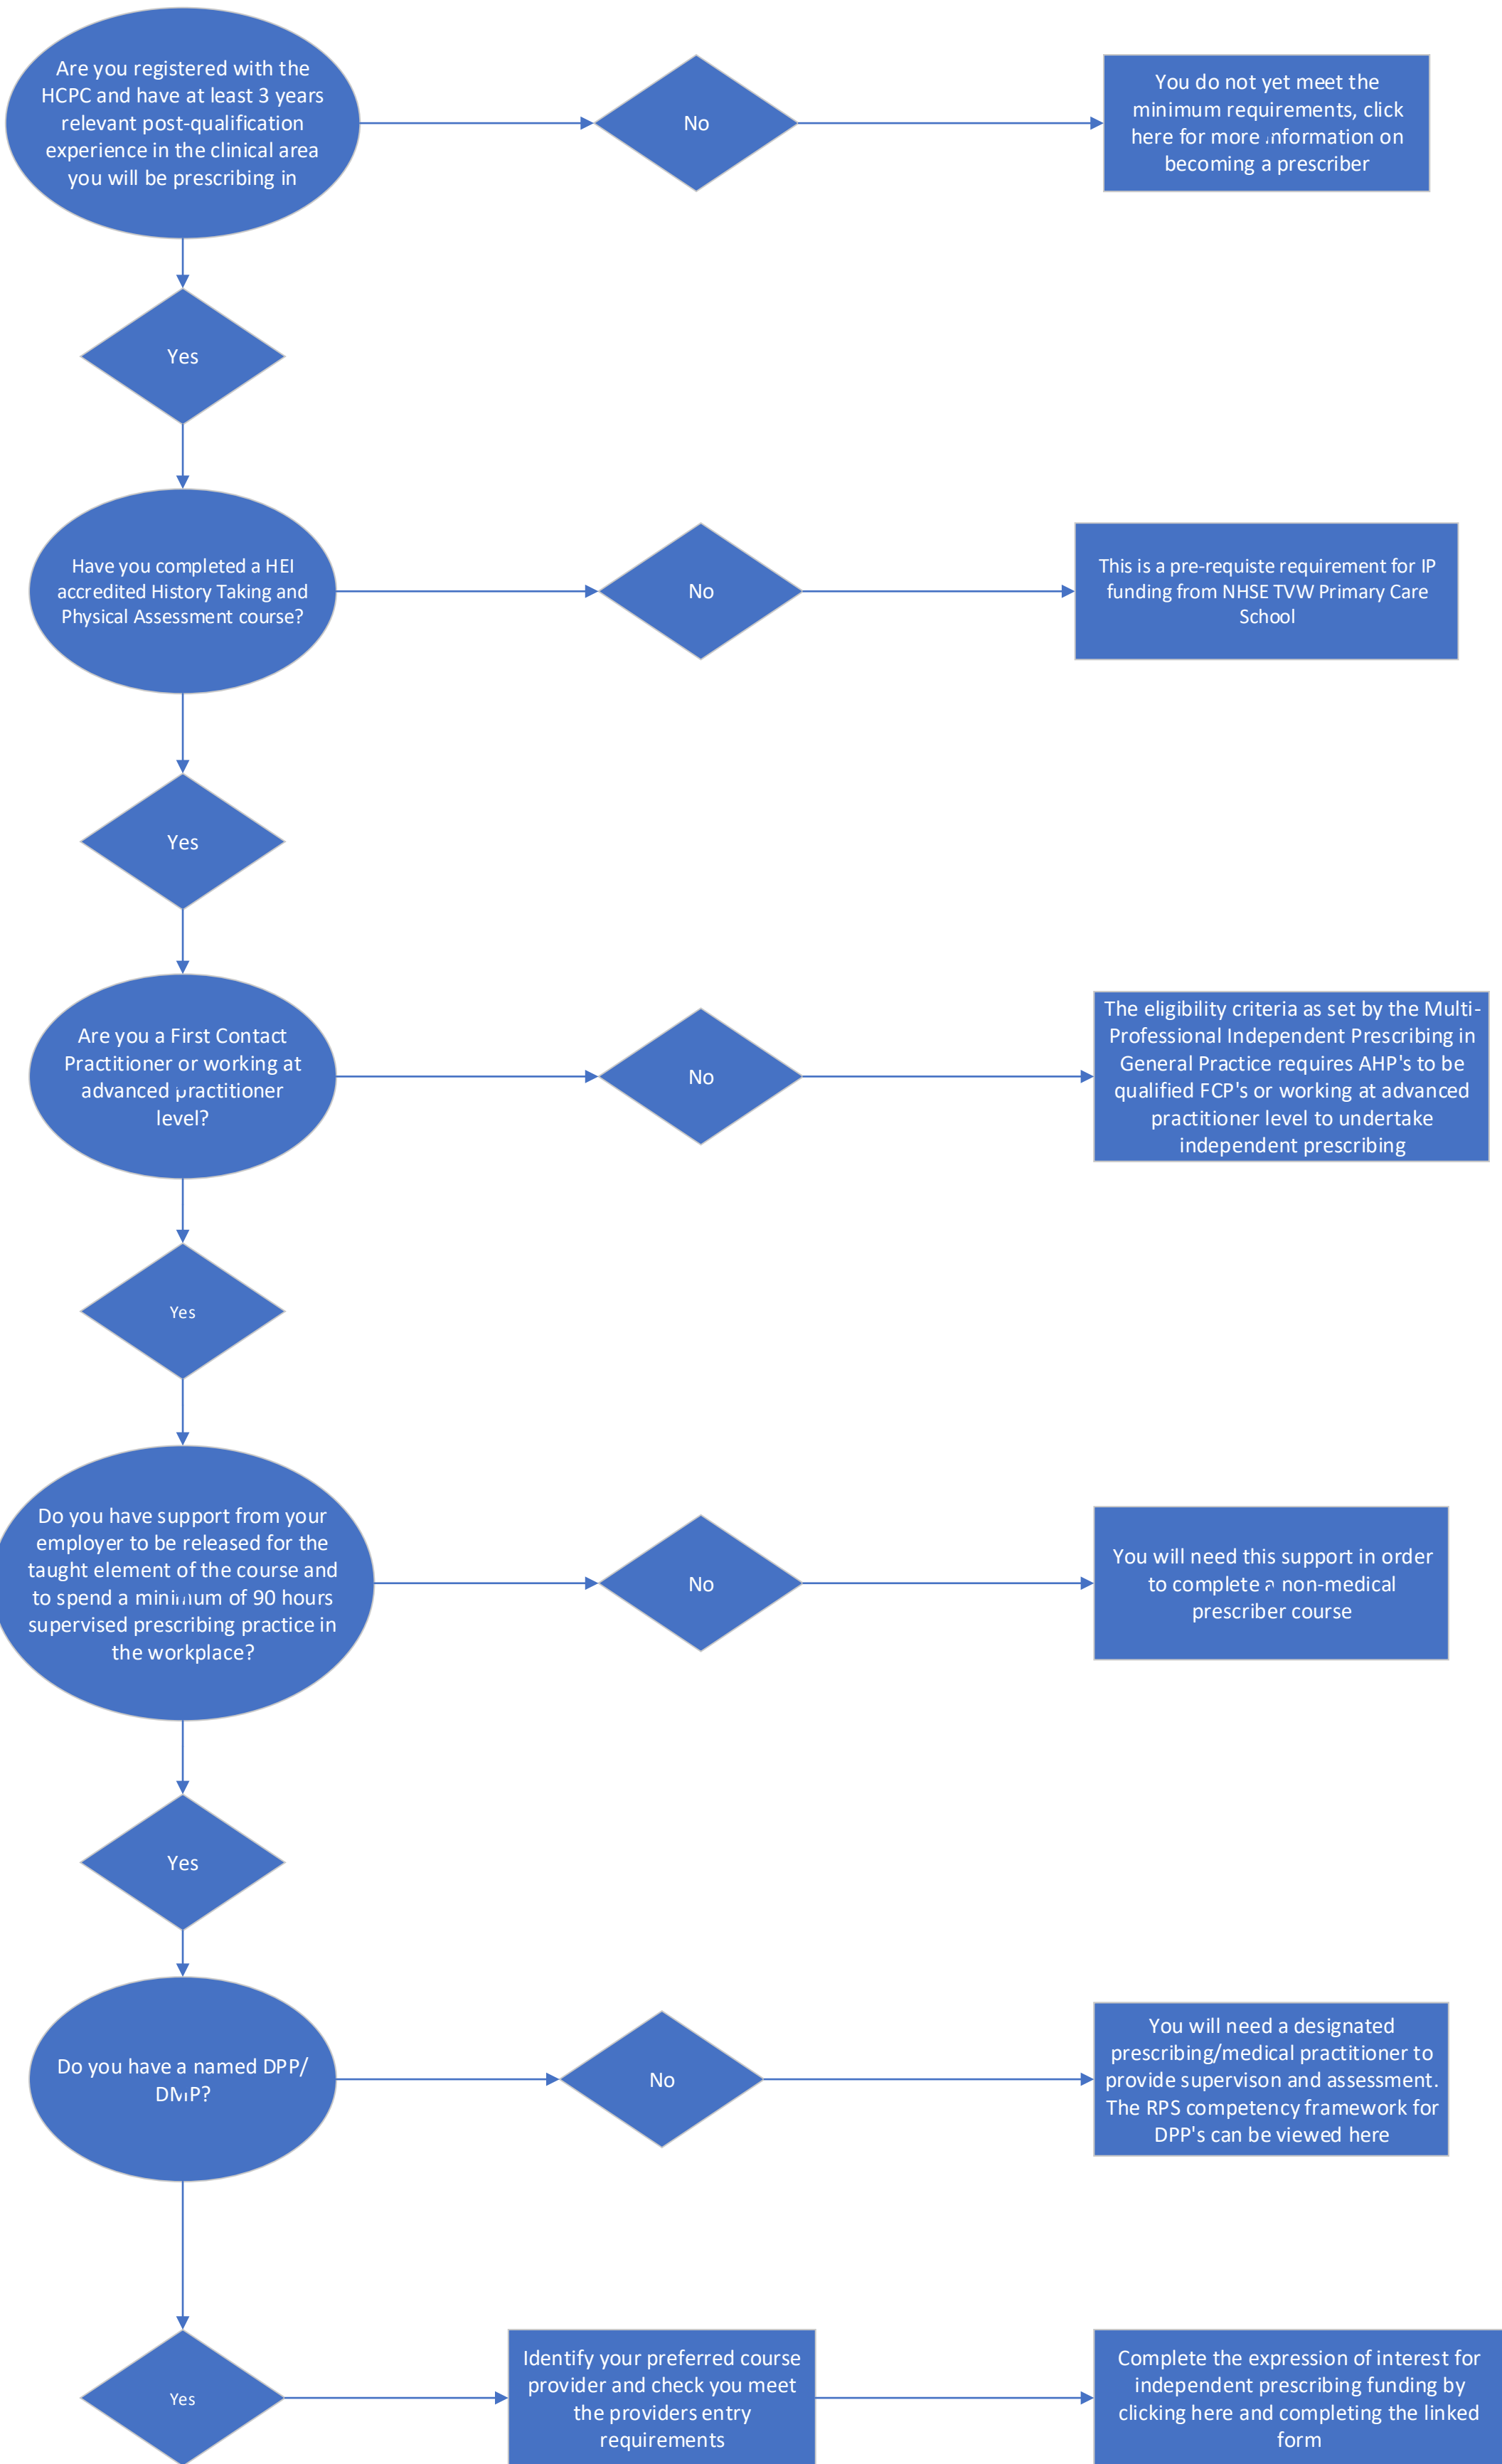 Are you registered with the
HCPC and have at least 3 years
relevant post-qualification
experience in the clinical area
you will be prescribing in
No
You do not yet meet the
minimum requirements, click
here for more information on
becoming a prescriber
Yes
Have you completed a HEI
accredited History Taking and
Physical Assessment course?
No
This is a pre-requiste requirement for IP
funding from NHSE TVW Primary Care
School
Yes
Are you a First Contact
Practitioner or working at
advanced practitioner
level?
No
The eligibility criteria as set by the Multi-
Professional Independent Prescribing in
General Practice requires AHP's to be
qualified FCP's or working at advanced
practitioner level to undertake
independent prescribing
Yes
Do you have support from your
employer to be released for the
taught element of the course and
to spend a minimum of 90 hours
supervised prescribing practice in
the workplace?
No
You will need this support in order
to complete a non-medical
prescriber course
Yes
Do you have a named DPP/
DMP?
No
You will need a designated
prescribing/medical practitioner to
provide supervison and assessment.
The RPS competency framework for
DPP's can be viewed here
Yes
Identify your preferred course
provider and check you meet
the providers entry
requirements
Complete the expression of interest for
independent prescribing funding by
clicking here and completing the linked
form